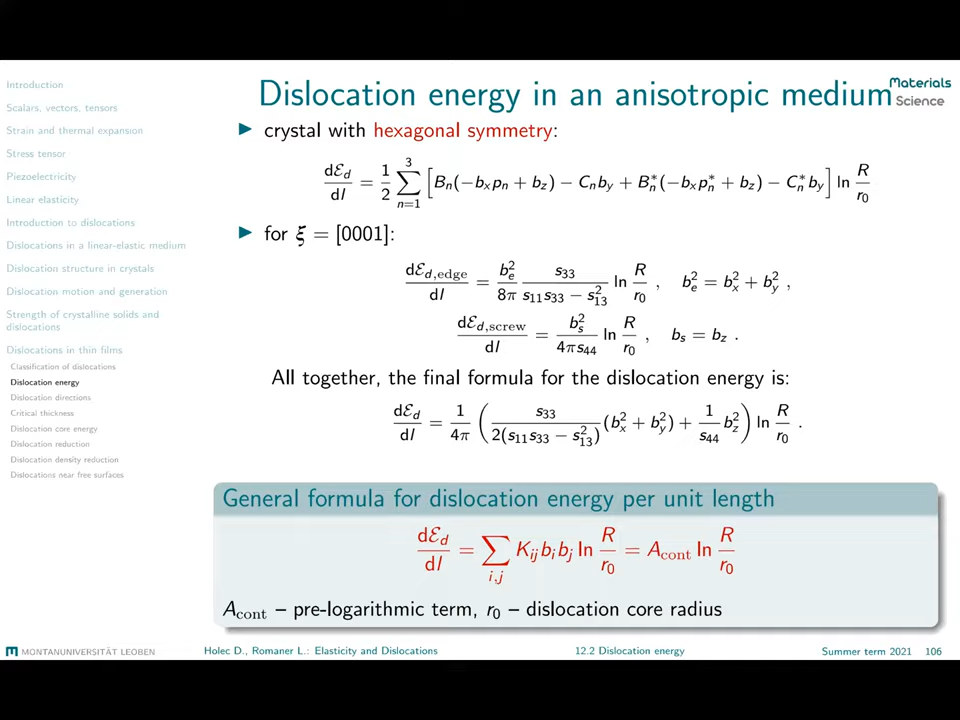 Introduction
Scalars, vectors, tensors
Strain and thermal expansion
Stress tensor
Piezoelectricity
Linear elasticity
Introduction to dislocations
Dislocations in a linear-elastic medium
Dislocation structure in crystals
Dislocation motion and generation
Strength of crystalline solids and
dislocations
Dislocations in thin films
Classification of dislocations
Dislocation energy
Dislocation directions
Critical thickness
Dislocation core energy
Dislocation reduction
Dislocation density reduction
Dislocations near free surfaces
MONTANUNIVERSITÄT LEOBEN
Dislocation energy in an anisotropic medium
Materials
Science
▶ crystal with hexagonal symmetry:
dℰ_d/dl = 1/2 ∑_{n=1}^{3} [B_n(−b_x p_n + b_z) − C_n b_y + B_n^*(−b_x p_n^* + b_z) − C_n^* b_y] ln R/r_0
▶ for ξ = [0001]:
dℰ_{d,edge}/dl = b_e^2/8π s_33/(s_11 s_33 − s_13^2) ln R/r_0 , b_e^2 = b_x^2 + b_y^2 ,
dℰ_{d,screw}/dl = b_s^2/4πs_44 ln R/r_0 , b_s = b_z .
All together, the final formula for the dislocation energy is:
dℰ_d/dl = 1/4π (s_33/2(s_11 s_33 − s_13^2) (b_x^2 + b_y^2) + 1/s_44 b_z^2) ln R/r_0 .
General formula for dislocation energy per unit length
dℰ_d/dl = ∑_{i,j} K_ij b_i b_j ln R/r_0 = A_cont ln R/r_0
A_cont – pre-logarithmic term, r_0 – dislocation core radius
Holec D., Romaner L.: Elasticity and Dislocations
12.2 Dislocation energy
Summer term 2021 106